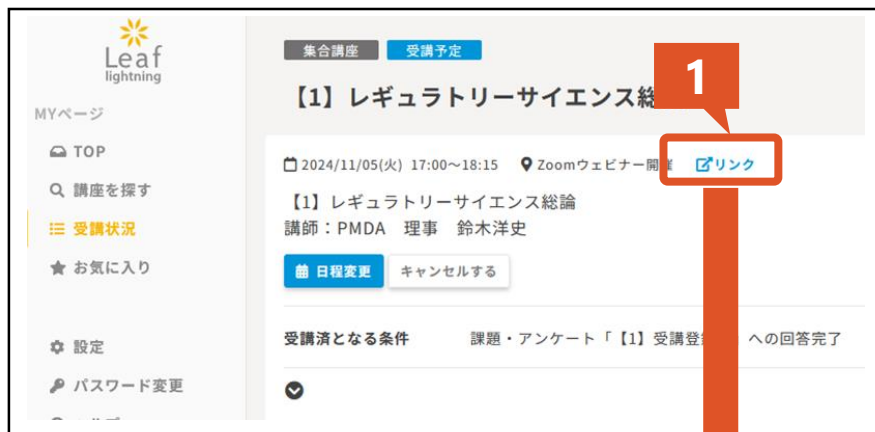 Leaf
lightning
MYページ
TOP
講座を探す
受講状況
お気に入り
設定
パスワード変更
集合講座 受講予定
1
【1】レギュラトリーサイエンス総
2024/11/05(火) 17:00〜18:15 Zoomウェビナー開催 リンク
【1】レギュラトリーサイエンス総論
講師：PMDA 理事 鈴木洋史
日程変更 キャンセルする
受講済となる条件 課題・アンケート「【1】受講登 への回答完了